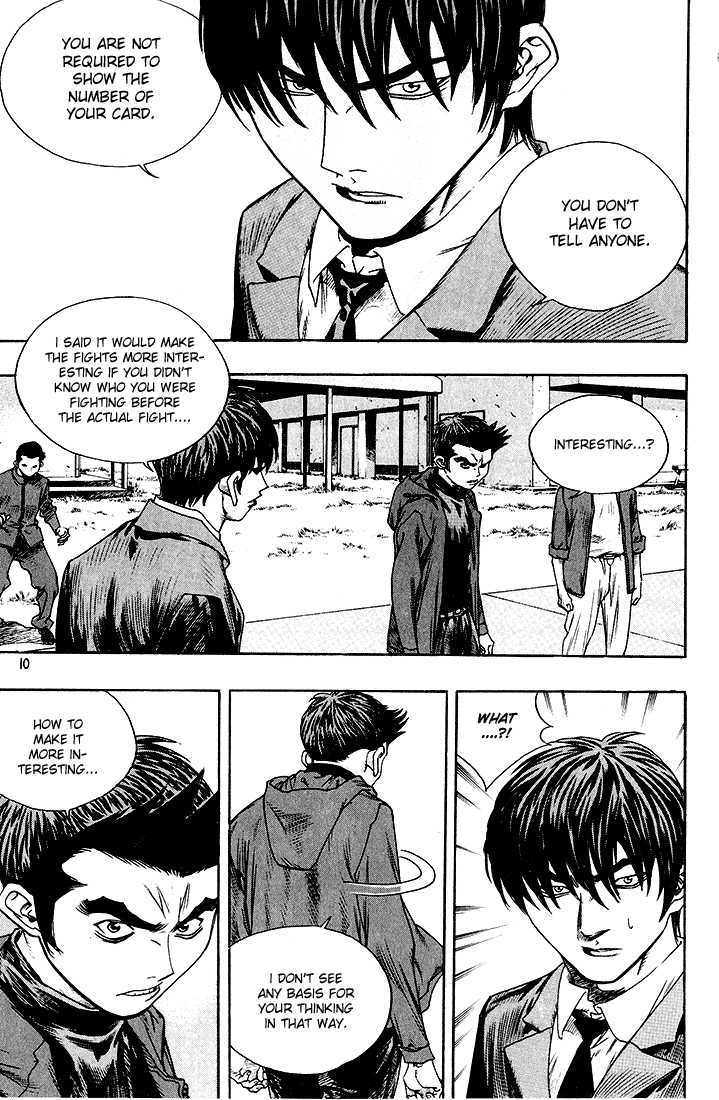 YOU ARE NOT
REQUIRED TO
SHOW THE
NUMBER OF
YOUR CARD.
YOU DON'T
HAVE TO
TELL ANYONE.
I SAID IT WOULD MAKE
THE FIGHTS MORE INTER-
ESTING IF YOU DIDN'T
KNOW WHO YOU WERE
FIGHTING BEFORE
THE ACTUAL FIGHT....
INTERESTING...?
10
HOW TO
MAKE IT
MORE IN-
TERESTING...
I DON'T SEE
ANY BASIS FOR
YOUR THINKING
IN THAT WAY.
WHAT
....?!